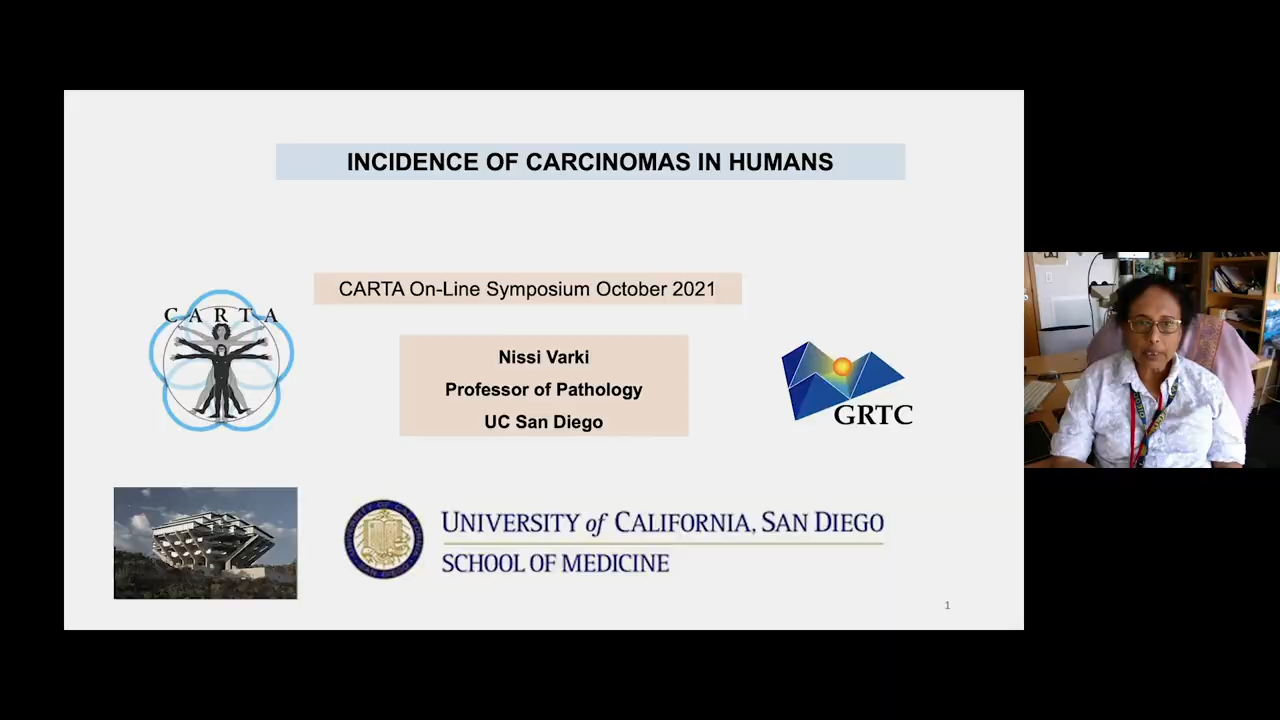 INCIDENCE OF CARCINOMAS IN HUMANS
CARTA On-Line Symposium October 2021
CARTA
Nissi Varki
Professor of Pathology
UC San Diego
GRTC
UNIVERSITY of CALIFORNIA, SAN DIEGO
SCHOOL OF MEDICINE
1